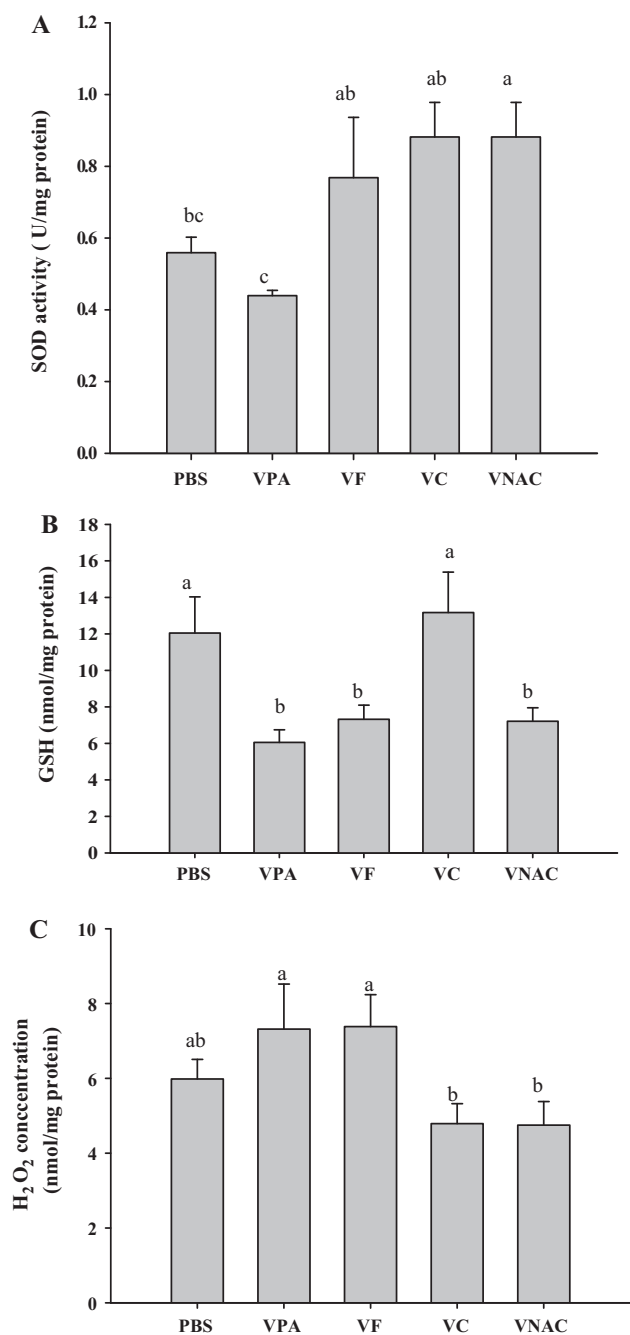 A
SOD activity ( U/mg protein)
1.2
1.0
0.8
0.6
0.4
0.2
0.0
bc
c
ab
ab
a
PBS VPA VF VC VNAC
B
GSH (nmol/mg protein)
18
16
14
12
10
8
6
4
2
0
a
b
b
a
b
PBS VPA VF VC VNAC
C
H₂O₂ conccentration
(nmol/mg protein)
10
8
6
4
2
0
ab
a
a
b
b
PBS VPA VF VC VNAC